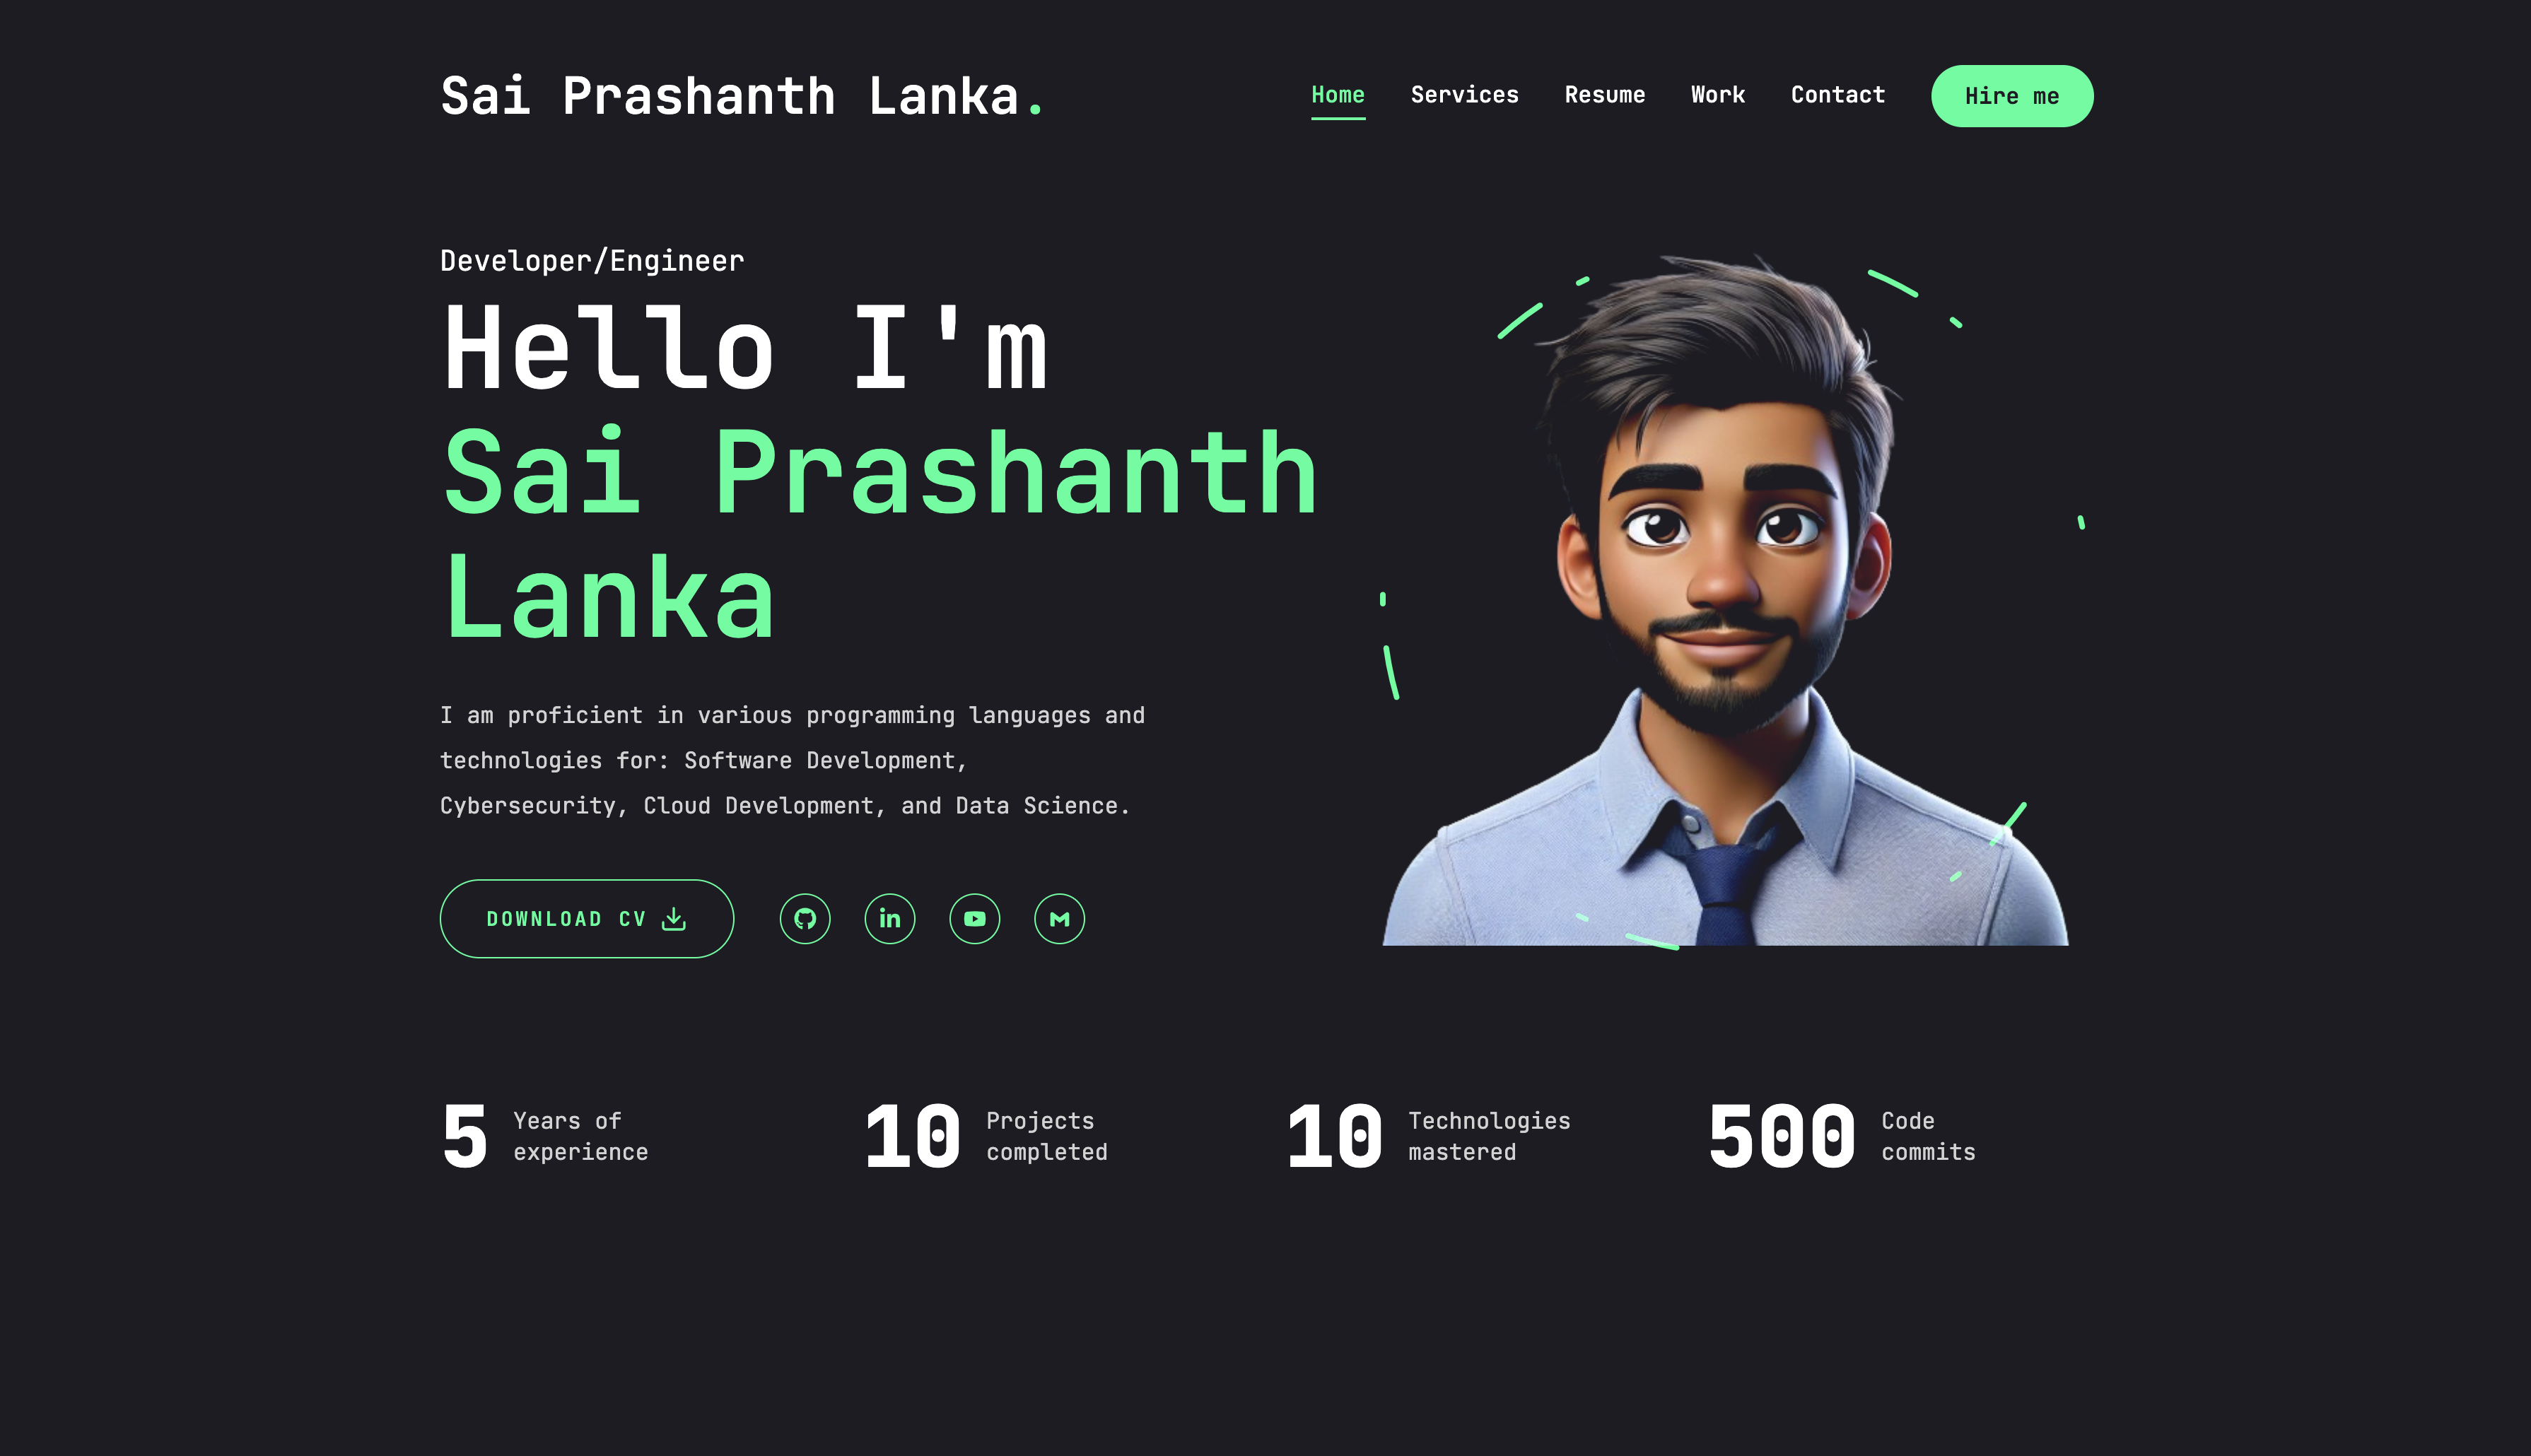 Sai Prashanth Lanka.
Home Services Resume Work Contact Hire me
Developer/Engineer
Hello I'm
Sai Prashanth
Lanka
I am proficient in various programming languages and
technologies for: Software Development,
Cybersecurity, Cloud Development, and Data Science.
DOWNLOAD CV
5 Years of
experience
10 Projects
completed
10 Technologies
mastered
500 Code
commits